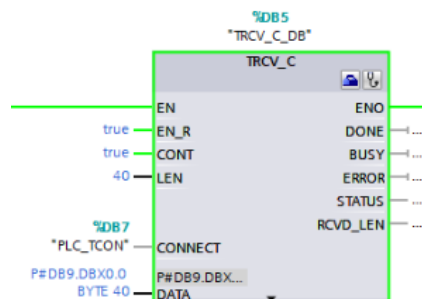 %DB5
"TRCV_C_DB"
TRCV_C
EN ENO
true EN_R DONE ...
true CONT BUSY ...
40 LEN ERROR ...
STATUS ...
%DB7 RCVD_LEN ...
"PLC_TCON" CONNECT
P#DB9.DBX0.0 P#DB9.DBX...
BYTE 40 DATA